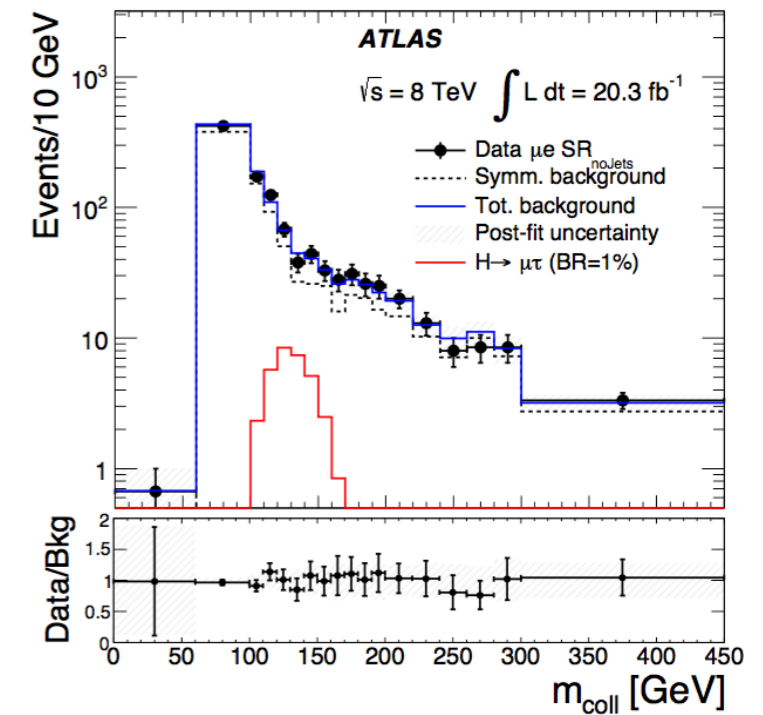 ATLAS
√s = 8 TeV ∫ L dt = 20.3 fb⁻¹
Data μe SR_noJets
Symm. background
Tot. background
Post-fit uncertainty
H→ μτ (BR=1%)
Events/10 GeV
10³
10²
10
1
Data/Bkg
2
1.5
1
0.5
0
0 50 100 150 200 250 300 350 400 450
m_coll [GeV]